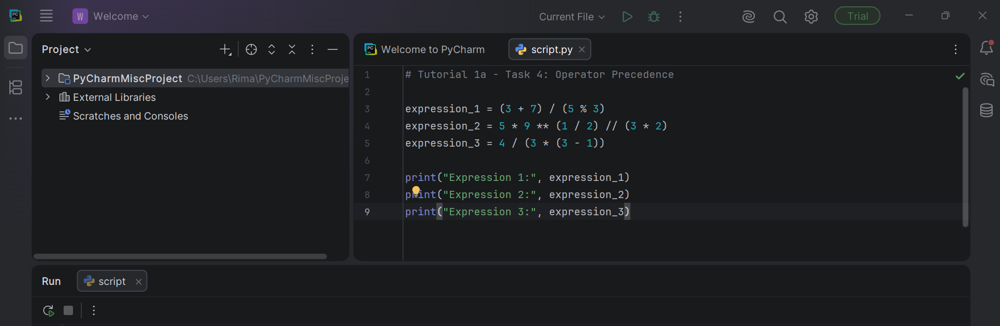 PC
W Welcome
Current File
Trial
Project
PyCharmMiscProject C:\Users\Rima\PyCharmMiscProje
External Libraries
Scratches and Consoles
PC Welcome to PyCharm
script.py
1 # Tutorial 1a - Task 4: Operator Precedence
2
3 expression_1 = (3 + 7) / (5 % 3)
4 expression_2 = 5 * 9 ** (1 / 2) // (3 * 2)
5 expression_3 = 4 / (3 * (3 - 1))
6
7 print("Expression 1:", expression_1)
8 print("Expression 2:", expression_2)
9 print("Expression 3:", expression_3)
Run
script